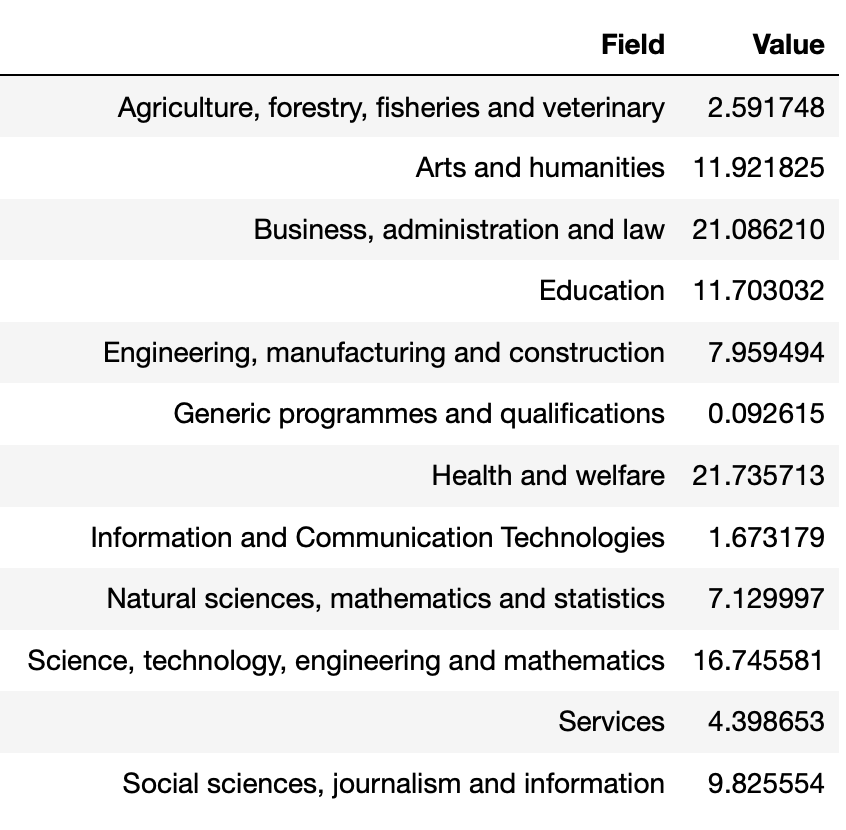 Field Value
Agriculture, forestry, fisheries and veterinary 2.591748
Arts and humanities 11.921825
Business, administration and law 21.086210
Education 11.703032
Engineering, manufacturing and construction 7.959494
Generic programmes and qualifications 0.092615
Health and welfare 21.735713
Information and Communication Technologies 1.673179
Natural sciences, mathematics and statistics 7.129997
Science, technology, engineering and mathematics 16.745581
Services 4.398653
Social sciences, journalism and information 9.825554